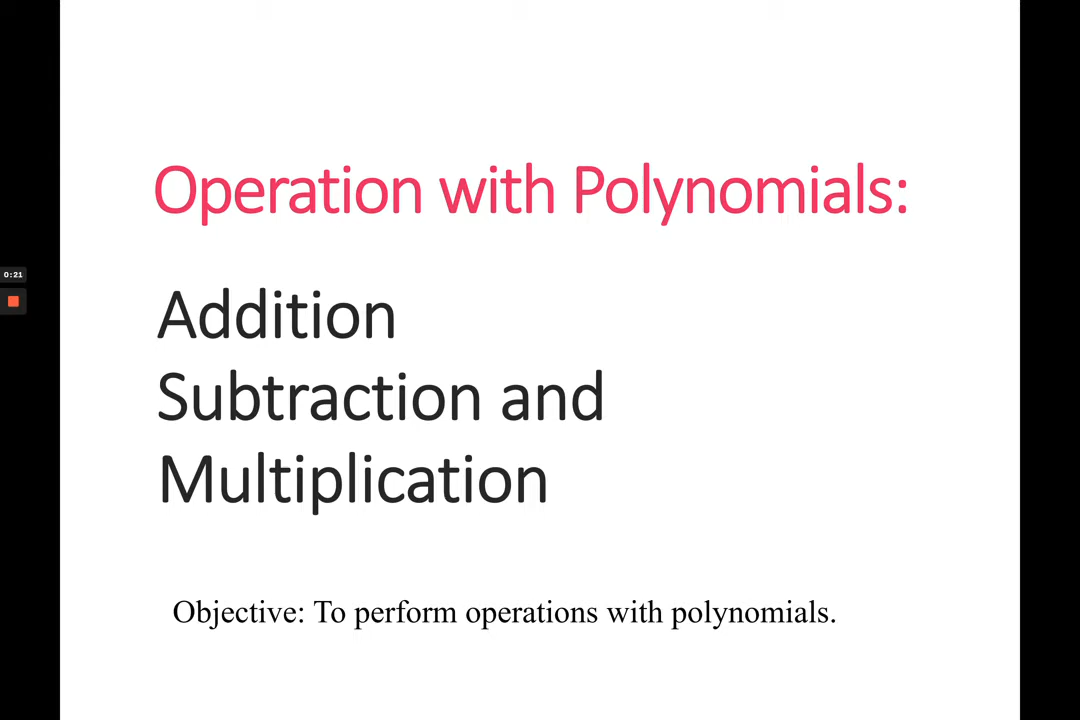 Operation with Polynomials:
0:21
Addition
Subtraction and
Multiplication
Objective: To perform operations with polynomials.